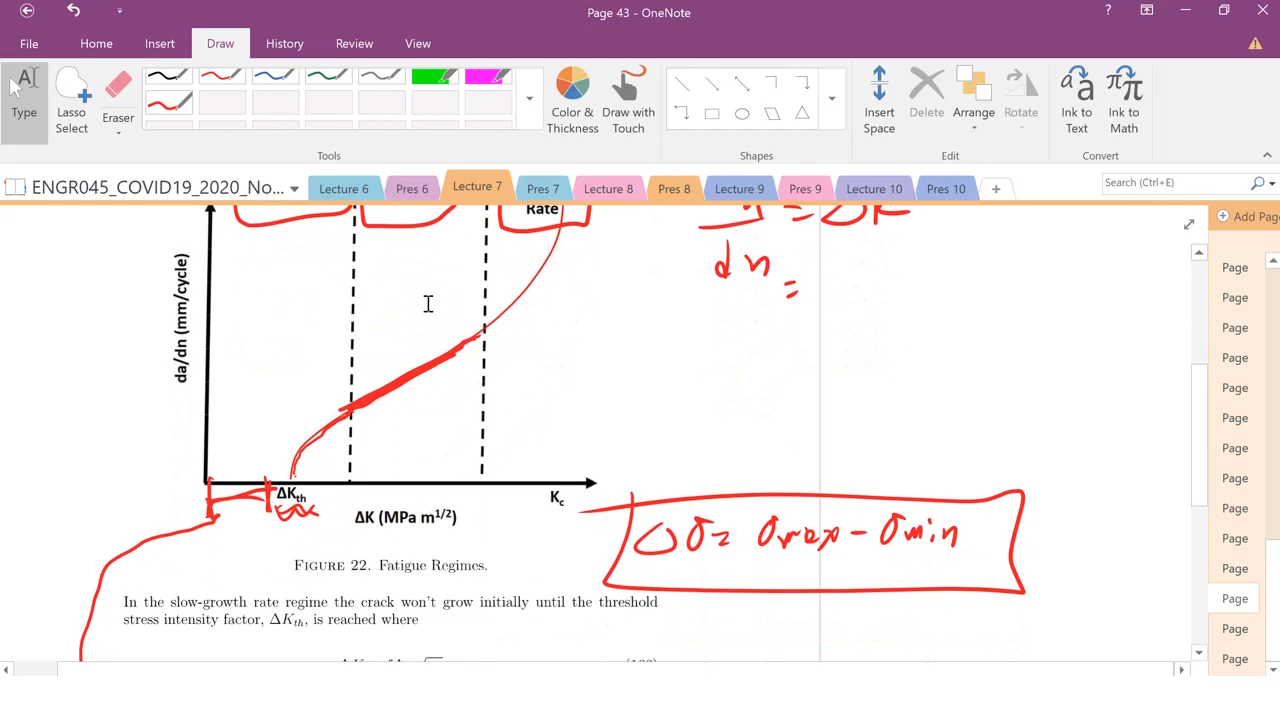 Page 43 - OneNote
File Home Insert Draw History Review View
Type
Lasso Select
Eraser
Color & Thickness
Draw with Touch
Insert Space
Delete
Arrange
Rotate
Ink to Text
Ink to Math
Tools
Shapes
Edit
Convert
ENGR045_COVID19_2020_No...
Lecture 6 Pres 6 Lecture 7 Pres 7 Lecture 8 Pres 8 Lecture 9 Pres 9 Lecture 10 Pres 10
Search (Ctrl+E)
Add Page
Rate
= ΔK
dn
=
da/dn (mm/cycle)
ΔKth
Kc
ΔK (MPa m1/2)
Δσ = σmax - σmin
Figure 22. Fatigue Regimes.
In the slow-growth rate regime the crack won't grow initially until the threshold
stress intensity factor, ΔKth, is reached where
Page
Page
Page
Page
Page
Page
Page
Page
Page
Page
Page
Page
Page
Page